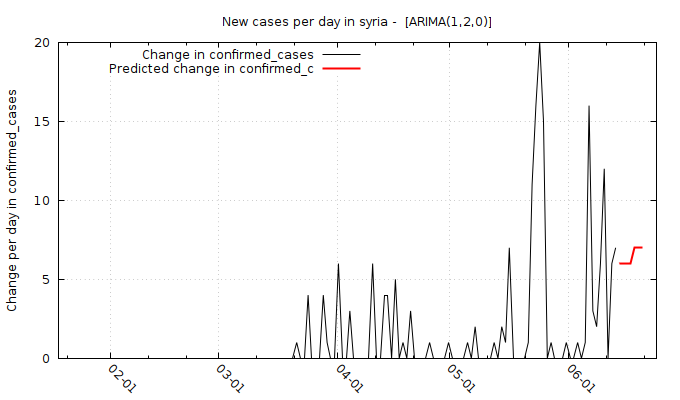 New cases per day in syria -  [ARIMA(1,2,0)]
Change in confirmed_cases
Predicted change in confirmed_c
Change per day in confirmed_cases
20
15
10
5
0
02-01
03-01
04-01
05-01
06-01